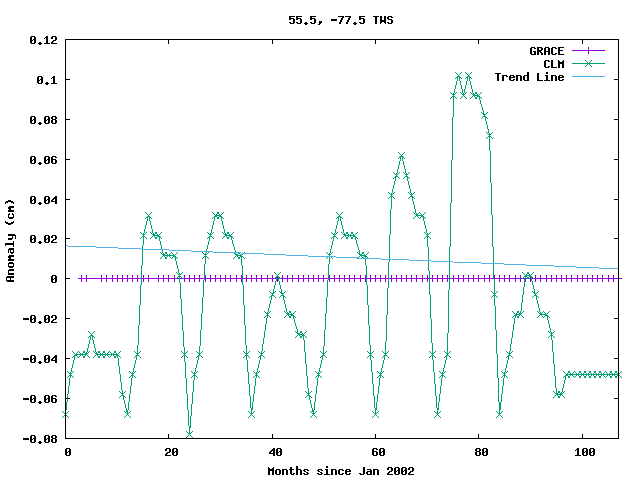 55.5, -77.5 TWS
0.12
0.1
0.08
0.06
0.04
0.02
0
-0.02
-0.04
-0.06
-0.08
Anomaly (cm)
GRACE
CLM
Trend Line
0 20 40 60 80 100
Months since Jan 2002